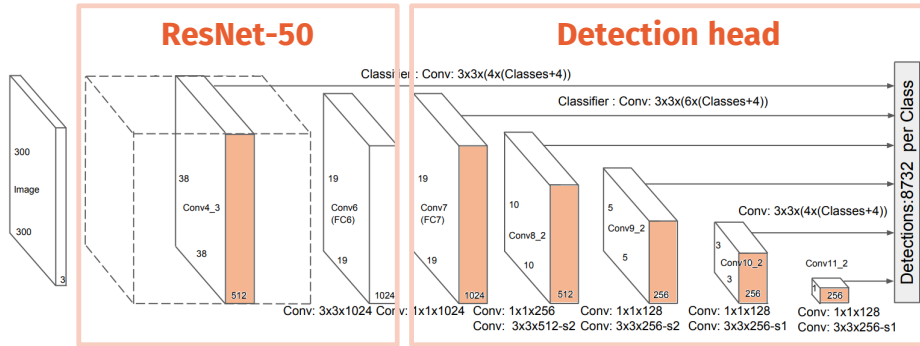 ResNet-50
Detection head
Classifier : Conv: 3x3x(4x(Classes+4))
Classifier : Conv: 3x3x(6x(Classes+4))
Conv: 3x3x(4x(Classes+4))
300
Image
300
3
38
Conv4_3
38
512
19
Conv6
(FC6)
19
1024
19
Conv7
(FC7)
19
1024
10
Conv8_2
10
512
5
Conv9_2
5
256
3
Conv10_2
3
256
Conv11_2
1
256
Detections:8732 per Class
Conv: 3x3x1024
Conv: 1x1x1024
Conv: 1x1x256
Conv: 3x3x512-s2
Conv: 1x1x128
Conv: 3x3x256-s2
Conv: 1x1x128
Conv: 3x3x256-s1
Conv: 1x1x128
Conv: 3x3x256-s1